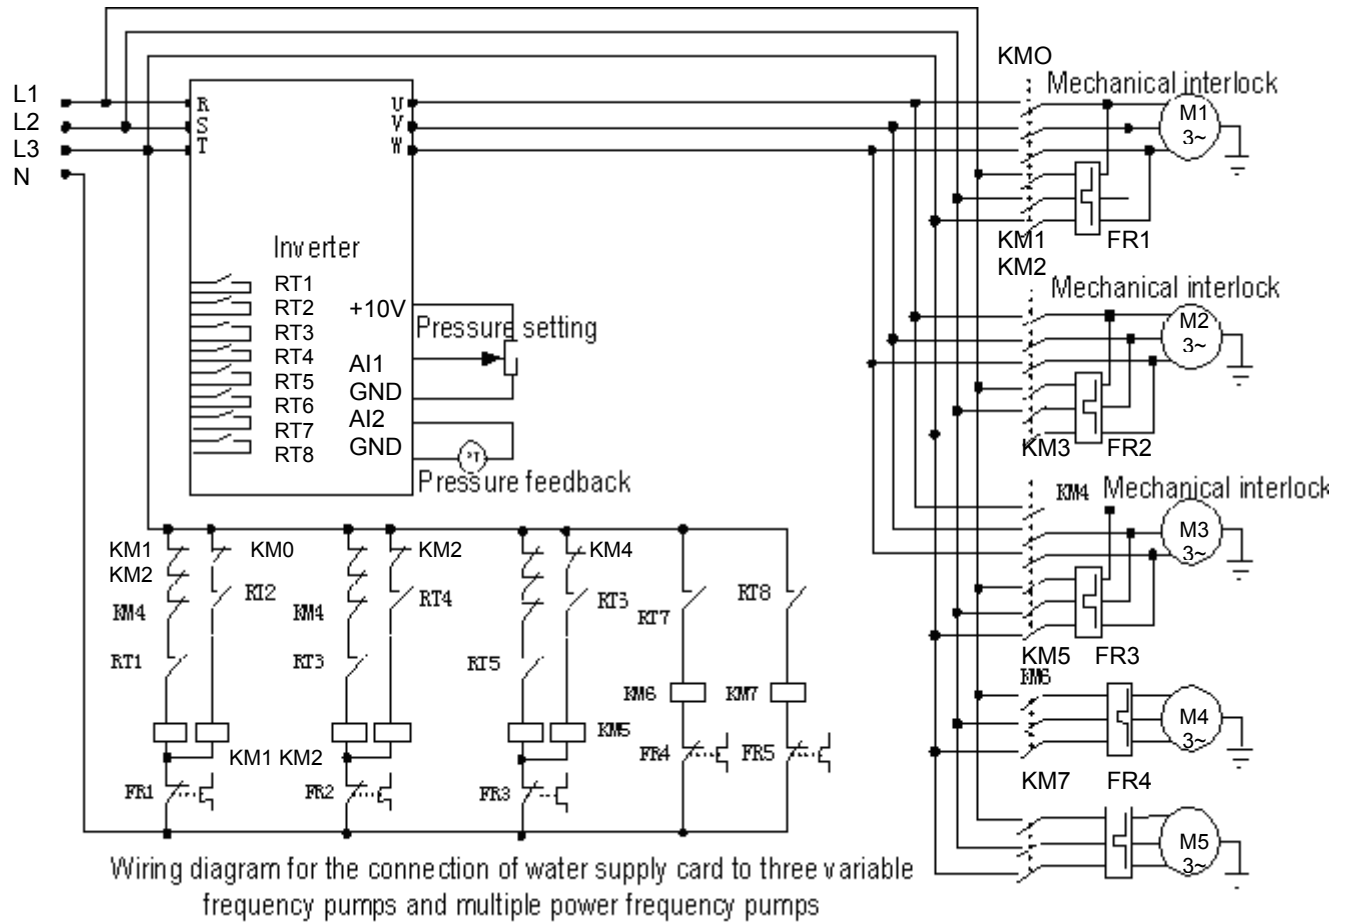 KMO
Mechanical interlock
L1
L2
L3
N
R
S
T
U
V
W
M1
3~
Inverter
KM1
FR1
KM2
RT1
RT2
RT3
RT4
RT5
RT6
RT7
RT8
+10V
AI1
GND
AI2
GND
Pressure setting
PT
Pressure feedback
Mechanical interlock
M2
3~
KM3
FR2
KM4
Mechanical interlock
M3
3~
KM5
FR3
KM6
M4
3~
KM7
FR4
M5
3~
KM1
KM0
KM2
KM4
KM2
RT2
KM4
KM4
RT4
RT3
RT7
RT8
RT1
RT3
RT5
KM6
KM7
KM5
KM1
KM2
FR4
FR5
FR1
FR2
FR3
Wiring diagram for the connection of water supply card to three variable
frequency pumps and multiple power frequency pumps